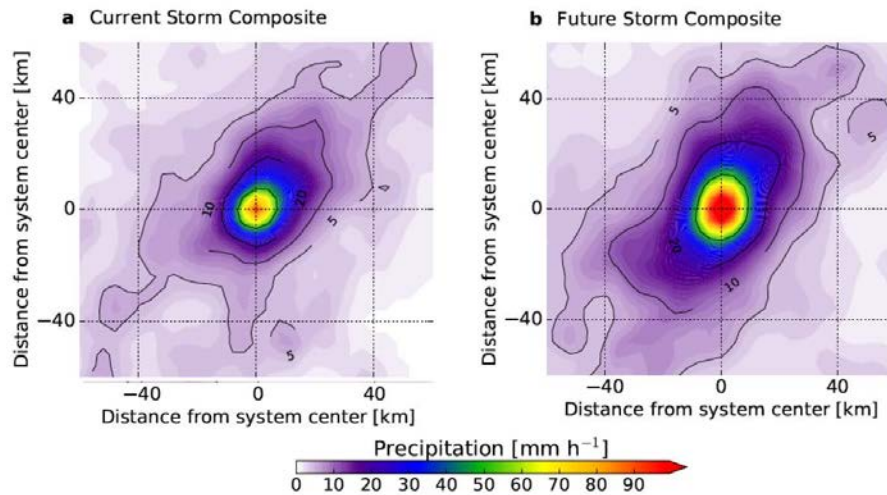 a Current Storm Composite
b Future Storm Composite
Distance from system center [km]
40
0
−40
10
20
5
5
−40
0
40
Distance from system center [km]
Distance from system center [km]
40
0
−40
5
5
20
10
−40
0
40
Distance from system center [km]
Precipitation [mm h⁻¹]
0 10 20 30 40 50 60 70 80 90